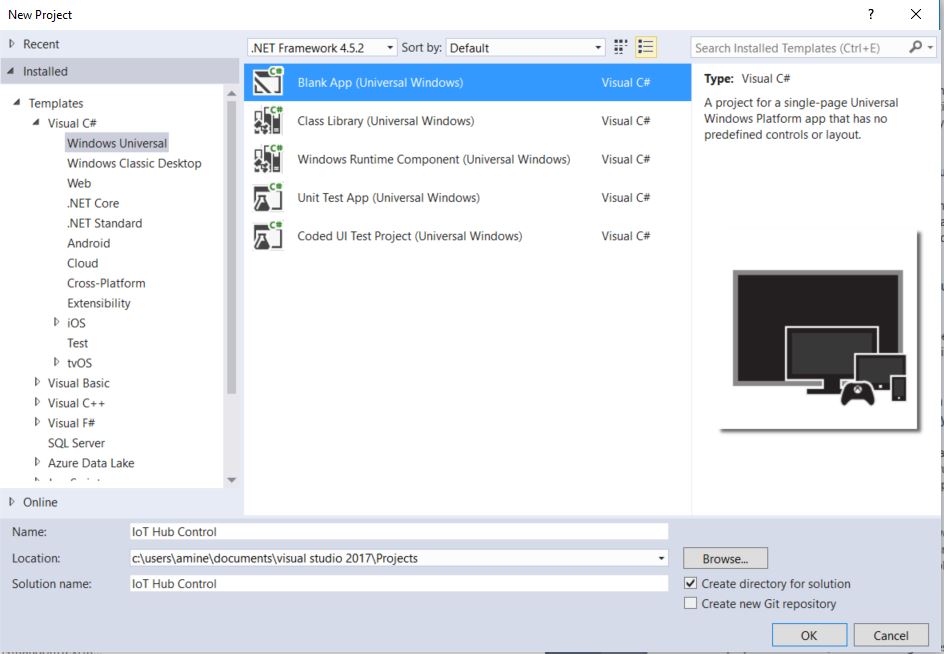 New Project
?
Recent
.NET Framework 4.5.2 Sort by: Default
Search Installed Templates (Ctrl+E)
Installed
Templates
Visual C#
Windows Universal
Windows Classic Desktop
Web
.NET Core
.NET Standard
Android
Cloud
Cross-Platform
Extensibility
iOS
Test
tvOS
Visual Basic
Visual C++
Visual F#
SQL Server
Azure Data Lake
Online
C# Blank App (Universal Windows) Visual C#
C# Class Library (Universal Windows) Visual C#
C# Windows Runtime Component (Universal Windows) Visual C#
C# Unit Test App (Universal Windows) Visual C#
C# Coded UI Test Project (Universal Windows) Visual C#
Type: Visual C#
A project for a single-page Universal
Windows Platform app that has no
predefined controls or layout.
Name: IoT Hub Control
Location: c:\users\amine\documents\visual studio 2017\Projects
Browse...
Solution name: IoT Hub Control
Create directory for solution
Create new Git repository
OK
Cancel